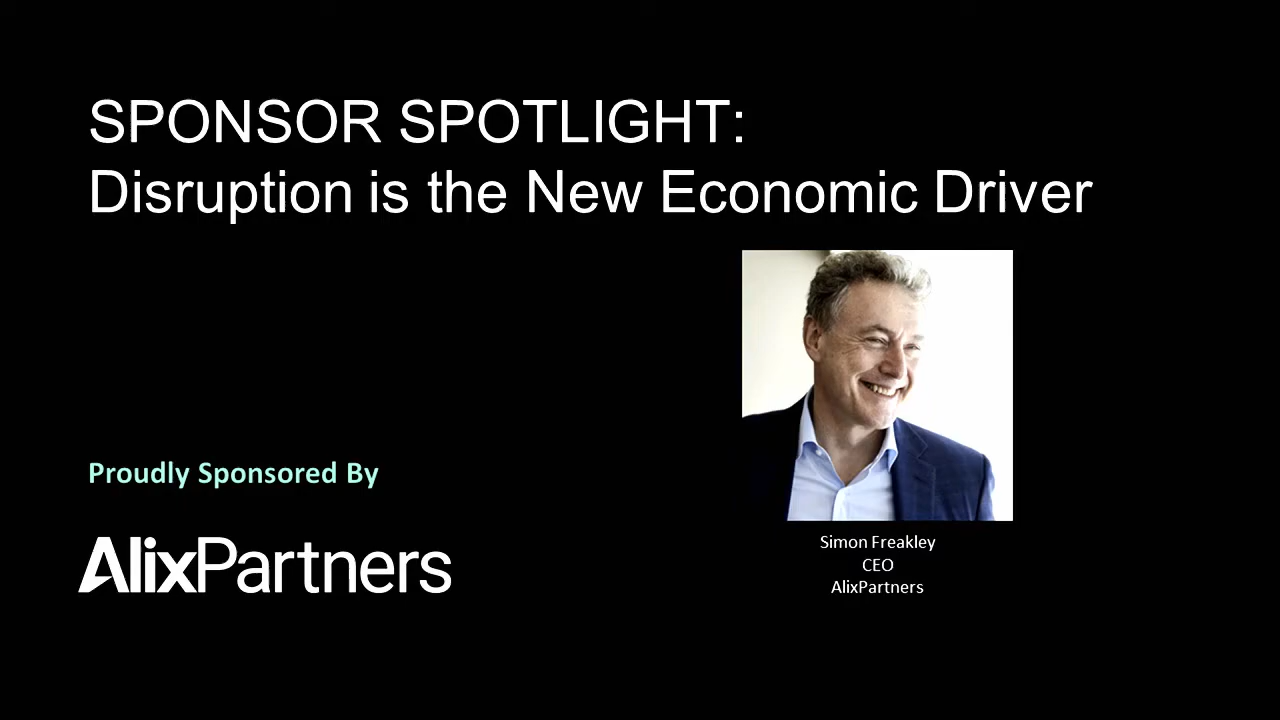 SPONSOR SPOTLIGHT:
Disruption is the New Economic Driver
Proudly Sponsored By
AlixPartners
Simon Freakley
CEO
AlixPartners